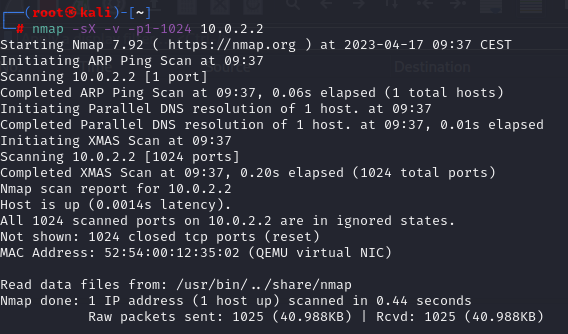 (root㉿kali)-[~]
# nmap -sX -v -p1-1024 10.0.2.2
Starting Nmap 7.92 ( https://nmap.org ) at 2023-04-17 09:37 CEST
Initiating ARP Ping Scan at 09:37
Scanning 10.0.2.2 [1 port]
Completed ARP Ping Scan at 09:37, 0.06s elapsed (1 total hosts)
Initiating Parallel DNS resolution of 1 host. at 09:37
Completed Parallel DNS resolution of 1 host. at 09:37, 0.01s elapsed
Initiating XMAS Scan at 09:37
Scanning 10.0.2.2 [1024 ports]
Completed XMAS Scan at 09:37, 0.20s elapsed (1024 total ports)
Nmap scan report for 10.0.2.2
Host is up (0.0014s latency).
All 1024 scanned ports on 10.0.2.2 are in ignored states.
Not shown: 1024 closed tcp ports (reset)
MAC Address: 52:54:00:12:35:02 (QEMU virtual NIC)
Read data files from: /usr/bin/../share/nmap
Nmap done: 1 IP address (1 host up) scanned in 0.44 seconds
Raw packets sent: 1025 (40.988KB) | Rcvd: 1025 (40.988KB)
Destination